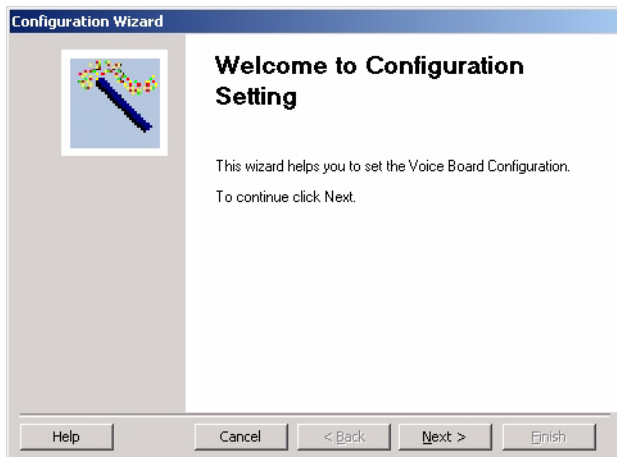 Configuration Wizard
Welcome to Configuration
Setting
This wizard helps you to set the Voice Board Configuration.
To continue click Next.
Help
Cancel
< Back
Next >
Finish